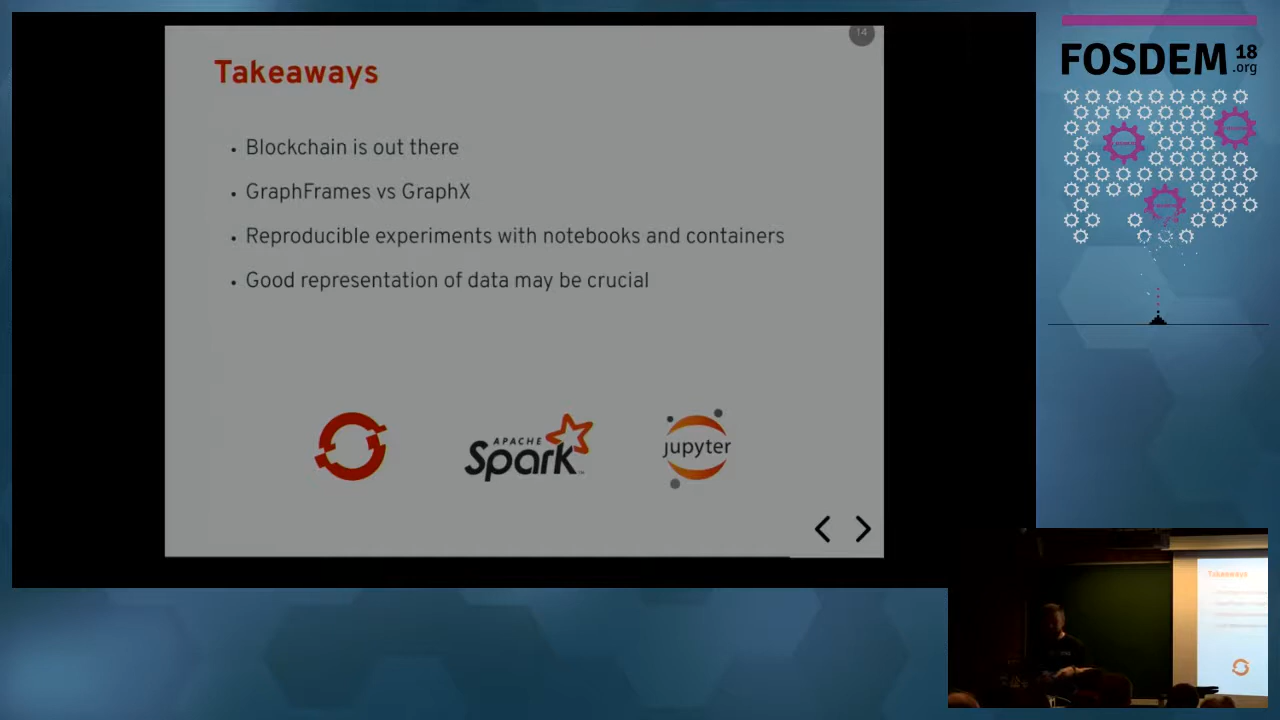 14
Takeaways
Blockchain is out there
GraphFrames vs GraphX
Reproducible experiments with notebooks and containers
Good representation of data may be crucial
APACHE
Spark
jupyter
FOSDEM 18
.org
Takeaways